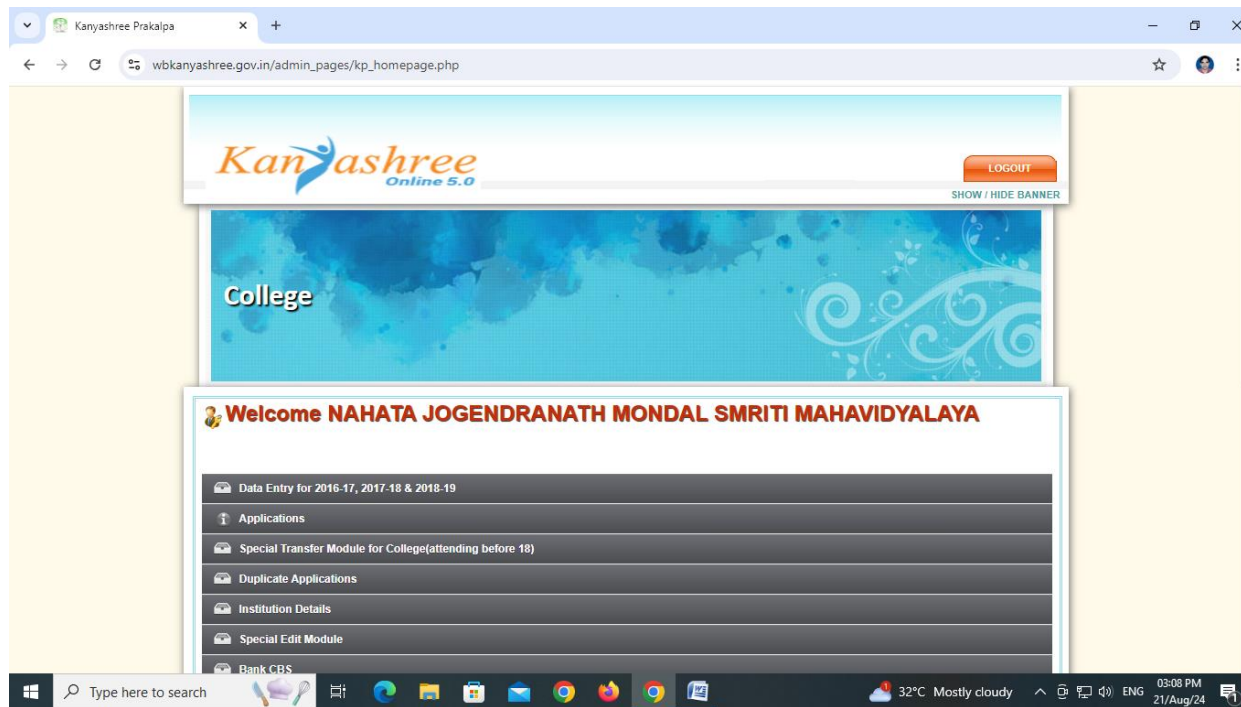 Kanyashree Prakalpa
wbkanyashree.gov.in/admin_pages/kp_homepage.php
Kanyashree
Online 5.0
LOGOUT
SHOW / HIDE BANNER
College
Welcome NAHATA JOGENDRANATH MONDAL SMRITI MAHAVIDYALAYA
Data Entry for 2016-17, 2017-18 & 2018-19
Applications
Special Transfer Module for College(attending before 18)
Duplicate Applications
Institution Details
Special Edit Module
Bank CBS
Type here to search
32°C Mostly cloudy
ENG
03:08 PM
21/Aug/24